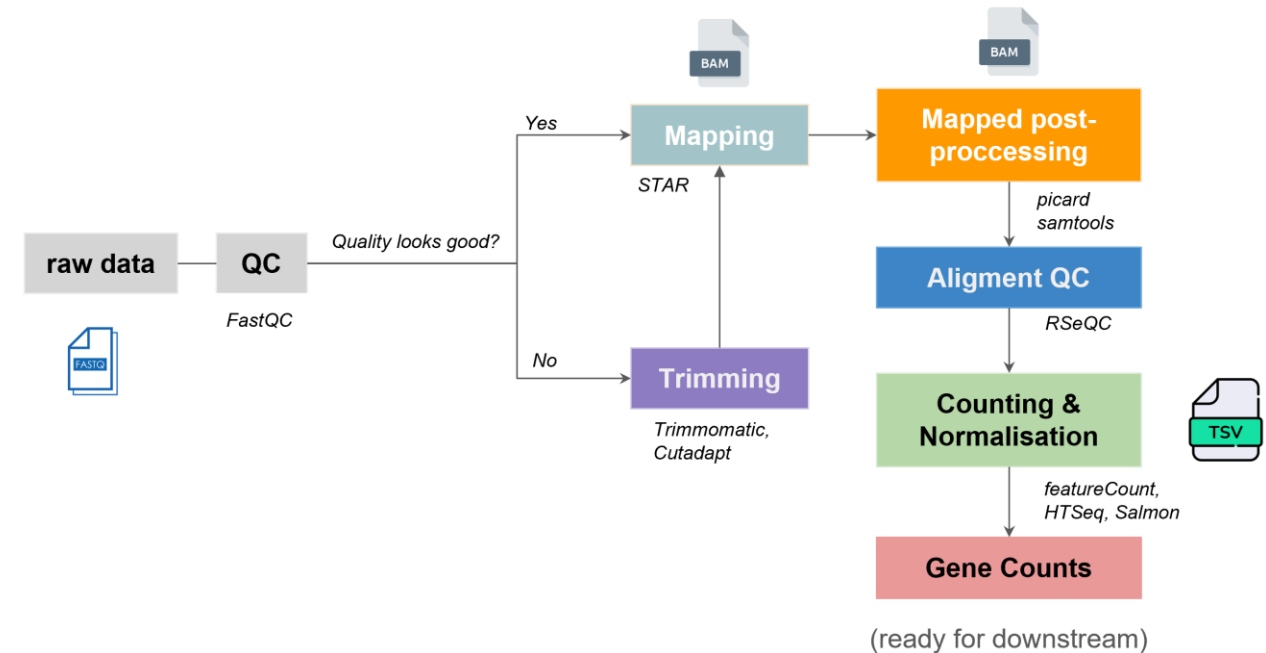 BAM
BAM
Yes
Mapping
Mapped post-
proccessing
STAR
picard
samtools
raw data
QC
Quality looks good?
Aligment QC
FastQC
RSeQC
FASTQ
No
Trimming
Counting &
Normalisation
TSV
Trimmomatic,
Cutadapt
featureCount,
HTSeq, Salmon
Gene Counts
(ready for downstream)